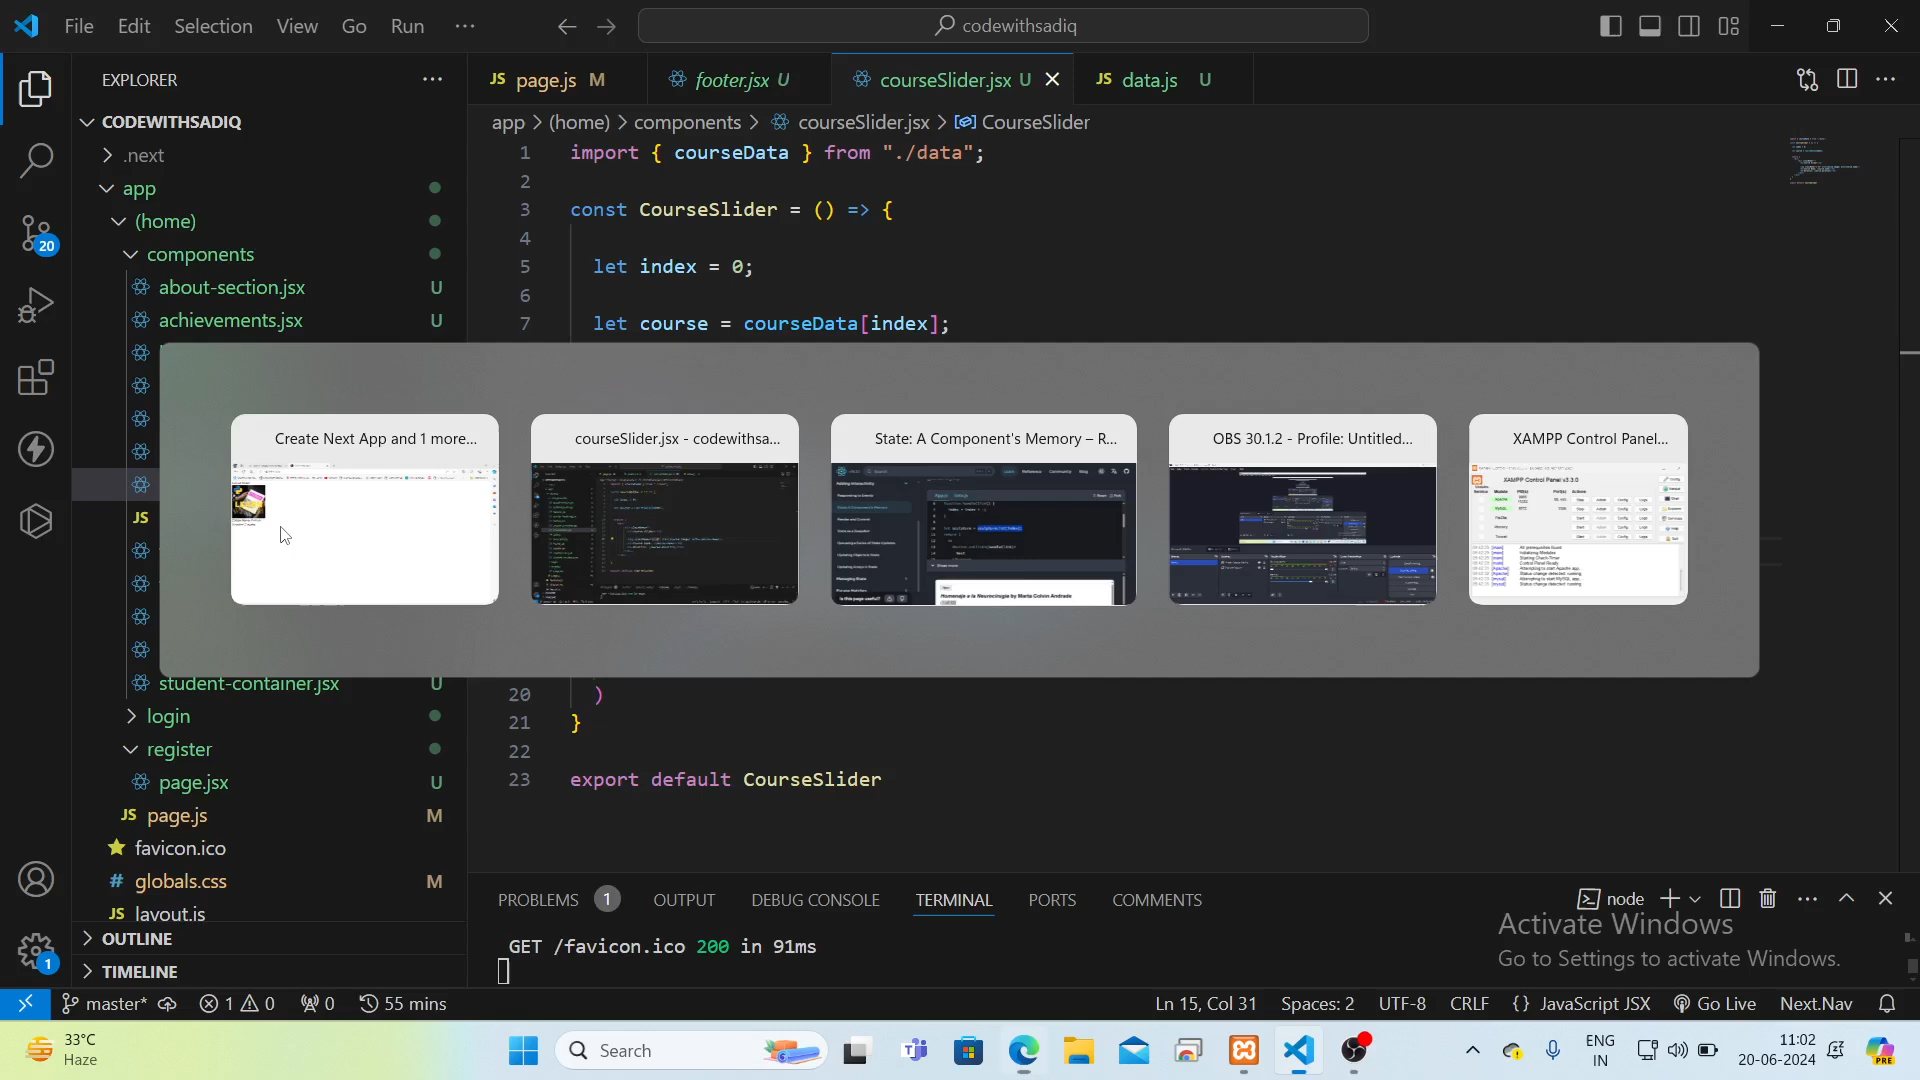 File Edit Selection View Go Run ···
codewithsadiq
EXPLORER
page.js M
footer.jsx U
courseSlider.jsx U
data.js U
CODEWITHSADIQ
app > (home) > components > courseSlider.jsx > CourseSlider
.next
app
(home)
components
about-section.jsx U
achievements.jsx U
1 import { courseData } from "./data";
2
3 const CourseSlider = () => {
4
5 let index = 0;
6
7 let course = courseData[index];
Create Next App and 1 more...
courseSlider.jsx - codewithsa...
State: A Component's Memory – R...
OBS 30.1.2 - Profile: Untitled...
XAMPP Control Panel...
JS
student-container.jsx U
login
register
page.jsx U
JS page.js M
favicon.ico
# globals.css M
JS layout.js
OUTLINE
TIMELINE
20 )
21 }
22
23 export default CourseSlider
PROBLEMS 1 OUTPUT DEBUG CONSOLE TERMINAL PORTS COMMENTS
node
GET /favicon.ico 200 in 91ms
Activate Windows
Go to Settings to activate Windows.
20
1
master* 1 0 0 55 mins
Ln 15, Col 31 Spaces: 2 UTF-8 CRLF {} JavaScript JSX Go Live Next.Nav
33°C
Haze
Search
ENG
IN
11:02
20-06-2024
PRE